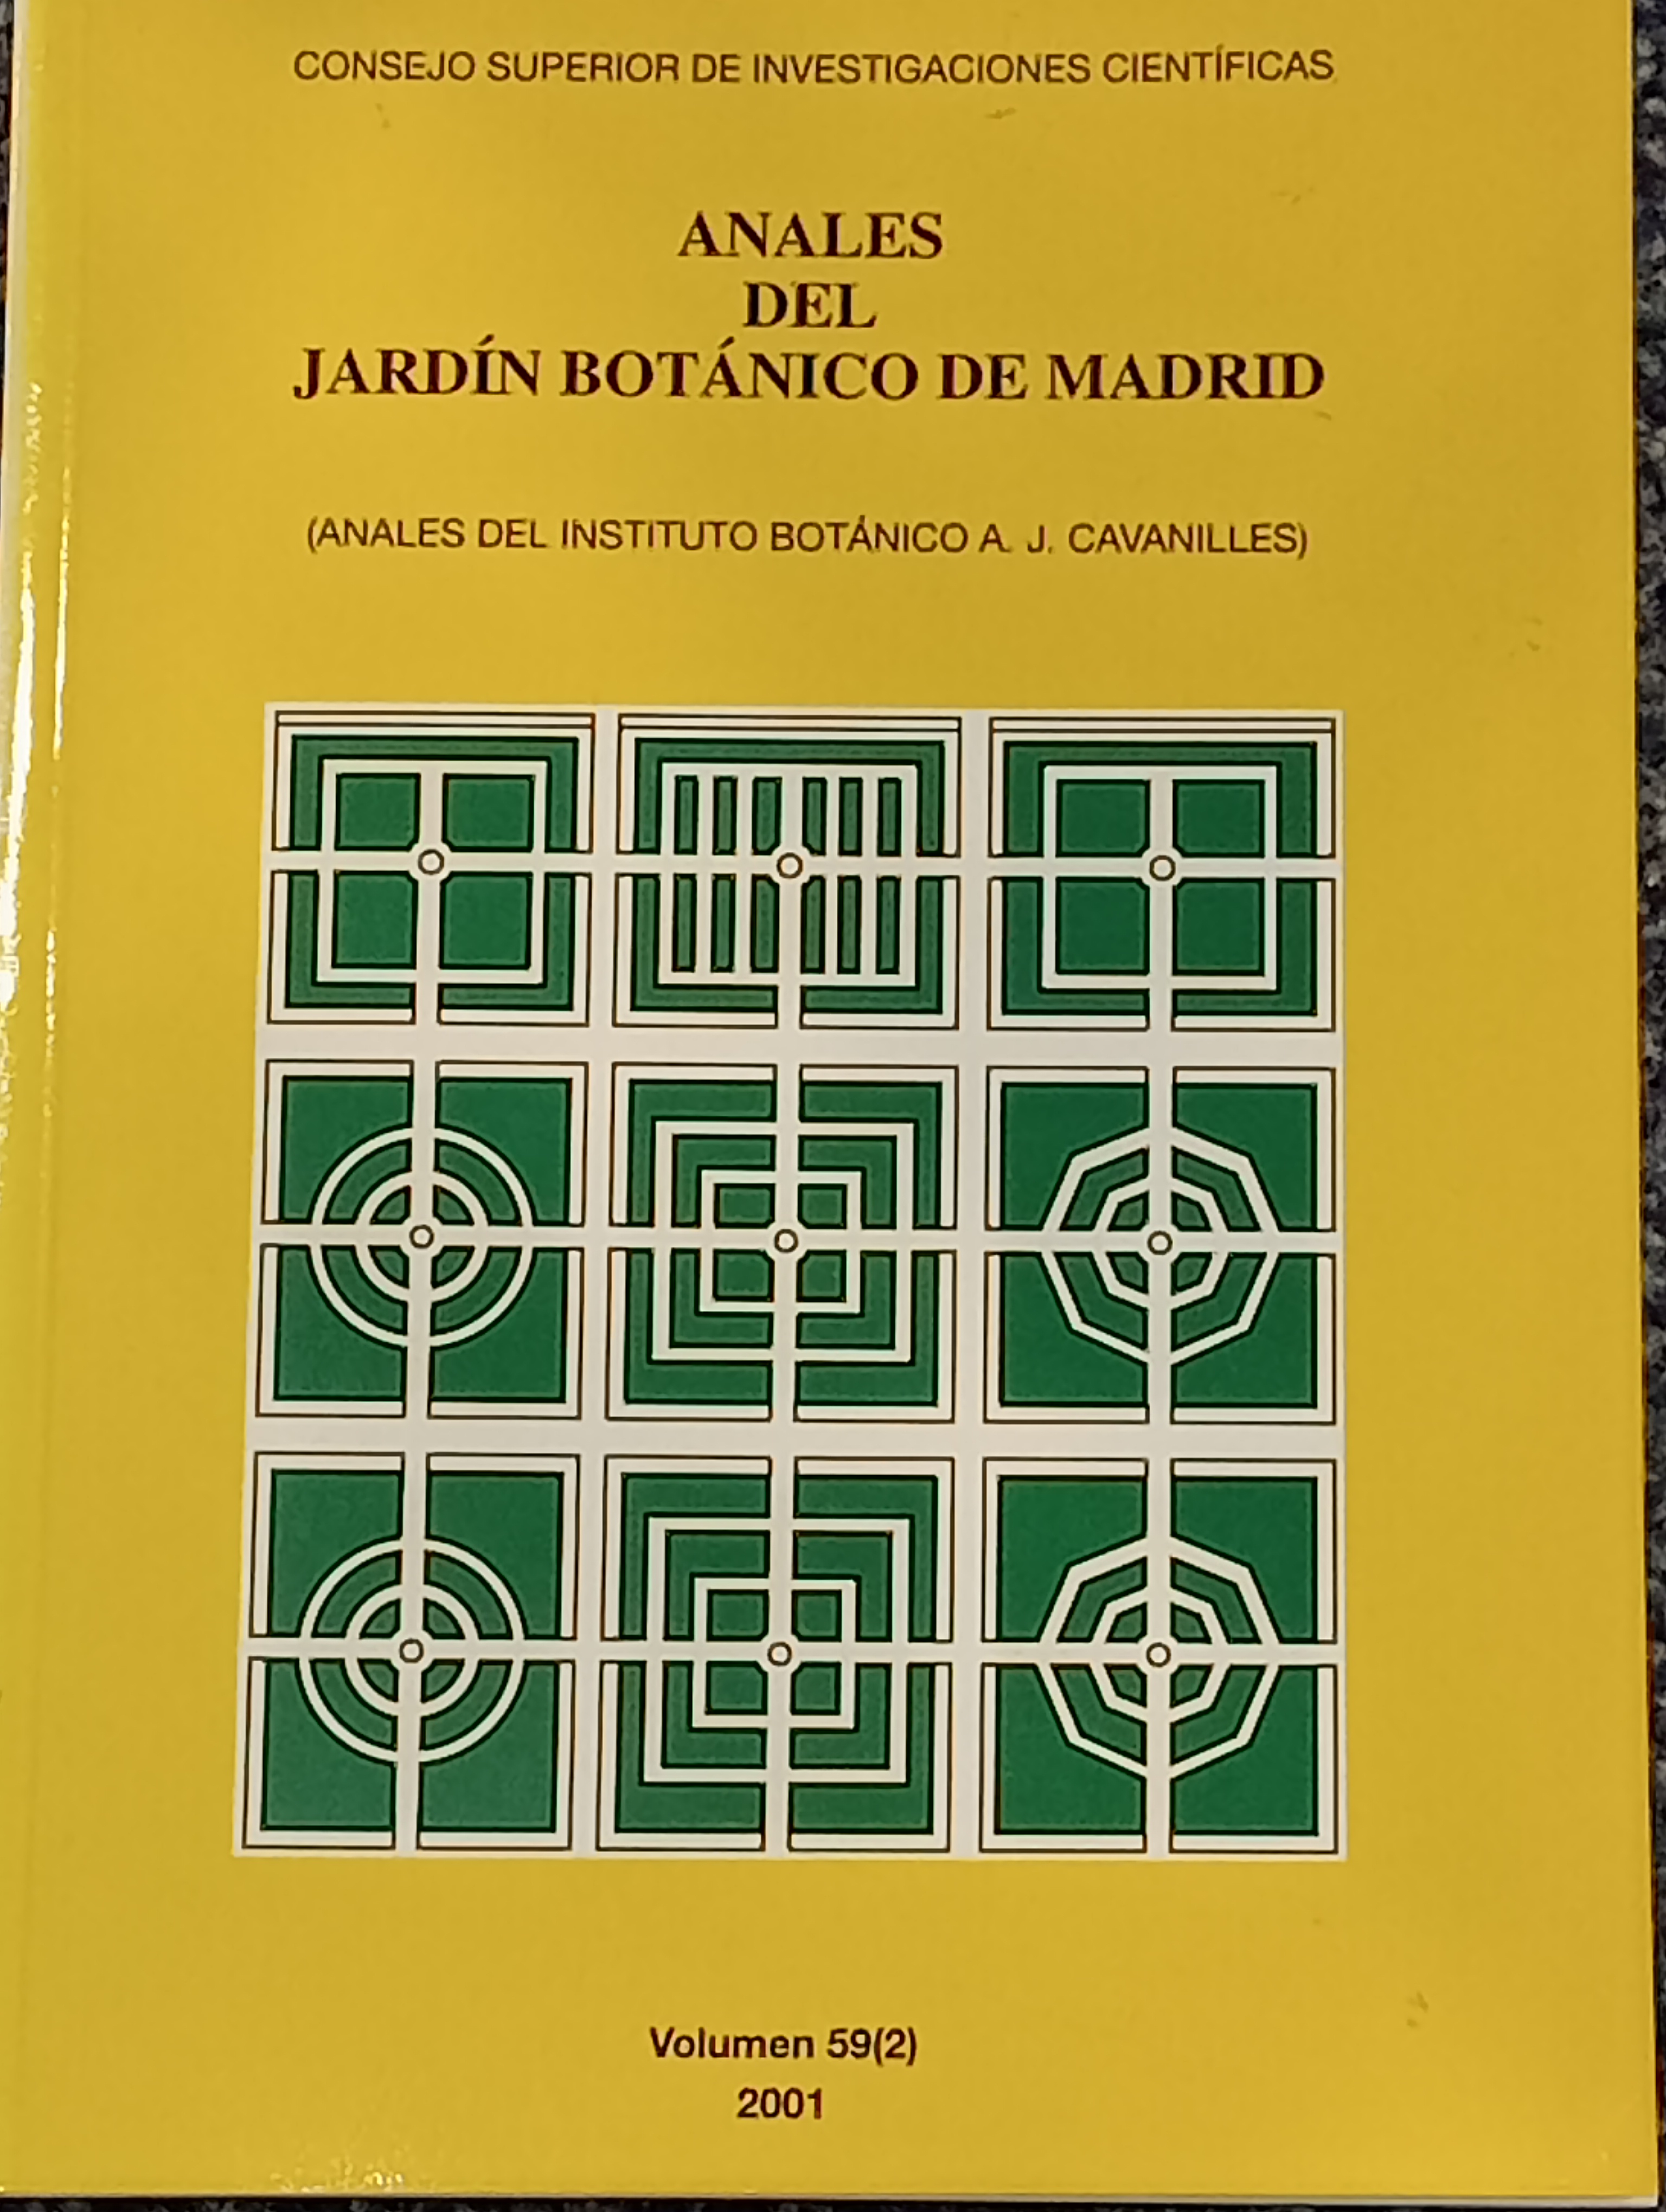 CONSEJO SUPERIOR DE INVESTIGACIONES CIENTÍFICAS
ANALES
DEL
JARDÍN BOTÁNICO DE MADRID
(ANALES DEL INSTITUTO BOTÁNICO A. J. CAVANILLES)
Volumen 59(2)
2001